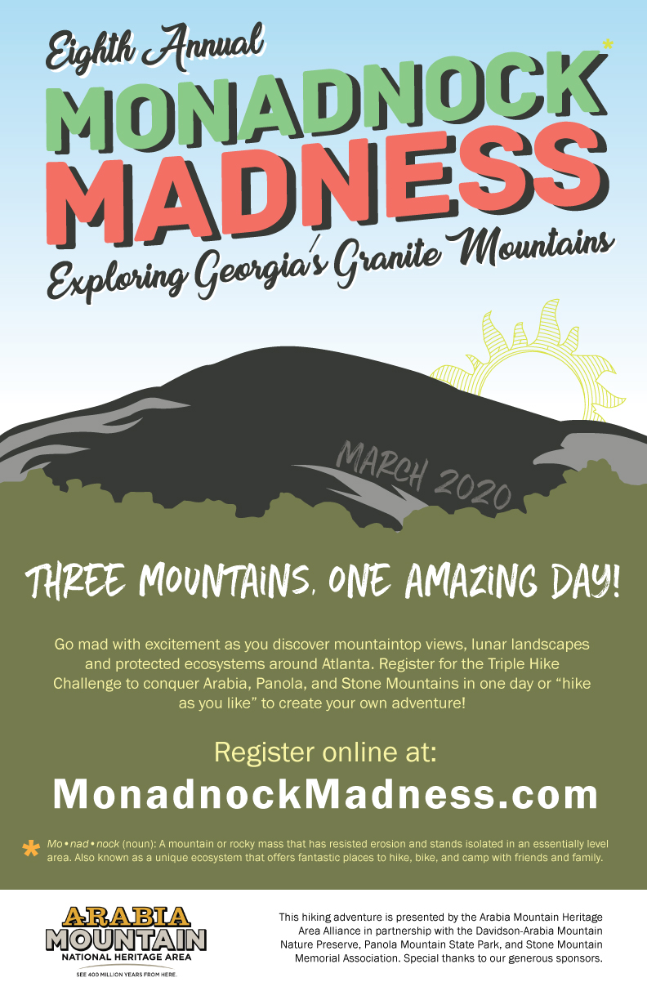 Eighth Annual
MONADNOCK*
MADNESS
Exploring Georgia's Granite Mountains
MARCH 2020
THREE MOUNTAINS, ONE AMAZING DAY!
Go mad with excitement as you discover mountaintop views, lunar landscapes
and protected ecosystems around Atlanta. Register for the Triple Hike
Challenge to conquer Arabia, Panola, and Stone Mountains in one day or “hike
as you like” to create your own adventure!
Register online at:
MonadnockMadness.com
* Mo•nad•nock (noun): A mountain or rocky mass that has resisted erosion and stands isolated in an essentially level
area. Also known as a unique ecosystem that offers fantastic places to hike, bike, and camp with friends and family.
ARABIA
MOUNTAIN
NATIONAL HERITAGE AREA
SEE 400 MILLION YEARS FROM HERE.
This hiking adventure is presented by the Arabia Mountain Heritage
Area Alliance in partnership with the Davidson-Arabia Mountain
Nature Preserve, Panola Mountain State Park, and Stone Mountain
Memorial Association. Special thanks to our generous sponsors.